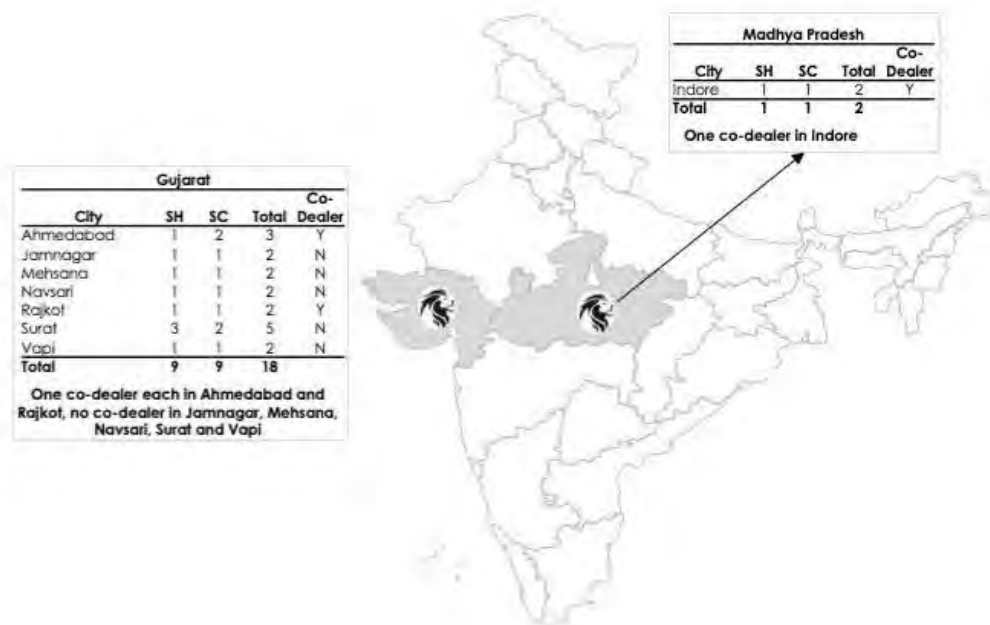 Madhya Pradesh
Co-
City SH SC Total Dealer
Indore 1 1 2 Y
Total 1 1 2
One co-dealer in Indore
Gujarat
Co-
City SH SC Total Dealer
Ahmedabad 1 2 3 Y
Jamnagar 1 1 2 N
Mehsana 1 1 2 N
Navsari 1 1 2 N
Rajkot 1 1 2 Y
Surat 3 2 5 N
Vapi 1 1 2 N
Total 9 9 18
One co-dealer each in Ahmedabad and
Rajkot, no co-dealer in Jamnagar, Mehsana,
Navsari, Surat and Vapi